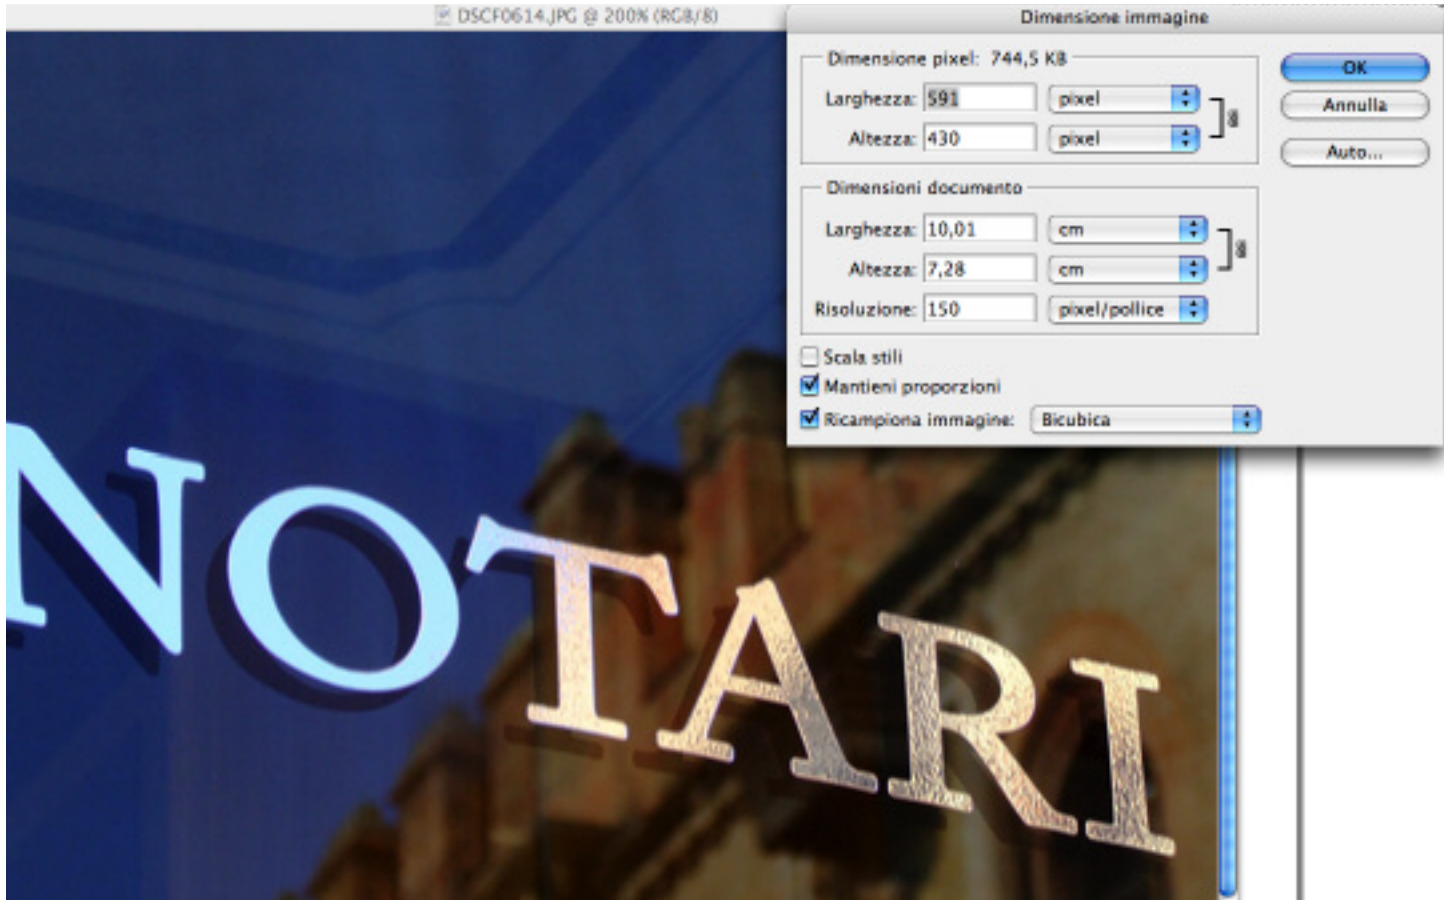 DSCF0614.JPG @ 200% (RGB/8)
Dimensione immagine
Dimensione pixel: 744,5 KB
Larghezza: 591 pixel
Altezza: 430 pixel
OK
Annulla
Auto...
Dimensioni documento
Larghezza: 10,01 cm
Altezza: 7,28 cm
Risoluzione: 150 pixel/pollice
Scala stili
Mantieni proporzioni
Ricampiona immagine: Bicubica
NOTARI